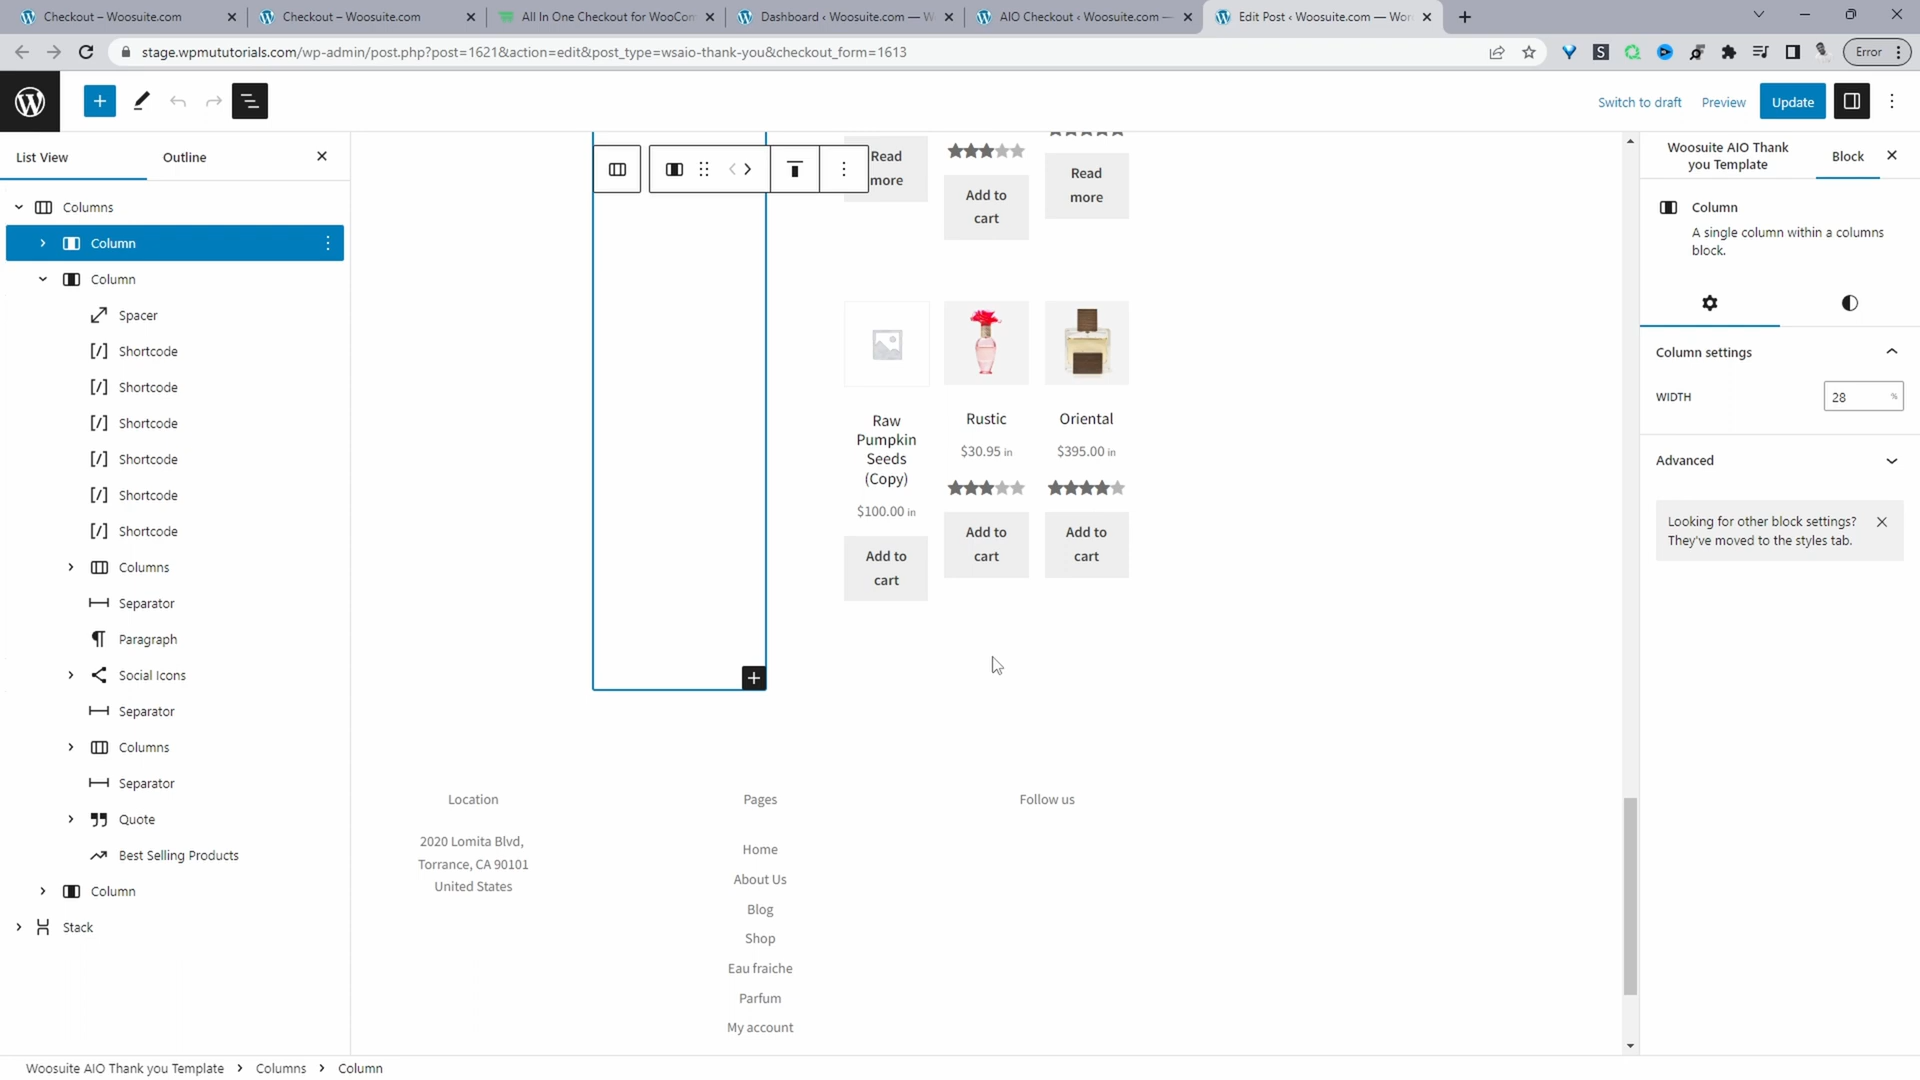 Checkout – Woosuite.com
Checkout – Woosuite.com
All In One Checkout for WooCom
Dashboard ‹ Woosuite.com — W
AIO Checkout ‹ Woosuite.com —
Edit Post ‹ Woosuite.com — Wor
stage.wpmututorials.com/wp-admin/post.php?post=1621&action=edit&post_type=wsaio-thank-you&checkout_form=1613
Error
Switch to draft
Preview
Update
List View
Outline
Columns
Column
Column
Spacer
[/] Shortcode
[/] Shortcode
[/] Shortcode
[/] Shortcode
[/] Shortcode
[/] Shortcode
Columns
Separator
Paragraph
Social Icons
Separator
Columns
Separator
Quote
Best Selling Products
Column
Stack
Read
more
Add to
cart
Read
more
Raw
Pumpkin
Seeds
(Copy)
$100.00 in
Add to
cart
Rustic
$30.95 in
Add to
cart
Oriental
$395.00 in
Add to
cart
Location
2020 Lomita Blvd,
Torrance, CA 90101
United States
Pages
Home
About Us
Blog
Shop
Eau fraiche
Parfum
My account
Follow us
Woosuite AIO Thank
you Template
Block
Column
A single column within a columns
block.
Column settings
WIDTH
28
%
Advanced
Looking for other block settings?
They've moved to the styles tab.
Woosuite AIO Thank you Template > Columns > Column